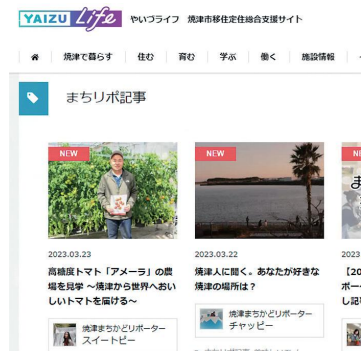 YAIZU Life やいづライフ 焼津市移住定住総合支援サイト
焼津で暮らす 住む 育む 学ぶ 働く 施設情報
まちリポ記事
NEW
2023.03.23
高糖度トマト「アメーラ」の農
場を見学 ～焼津から世界へおい
しいトマトを届ける～
焼津まちかどリポーター
スイートピー
NEW
2023.03.22
焼津人に聞く。あなたが好きな
焼津の場所は？
焼津まちかどリポーター
チャッピー
2023
【20
ポー
し記